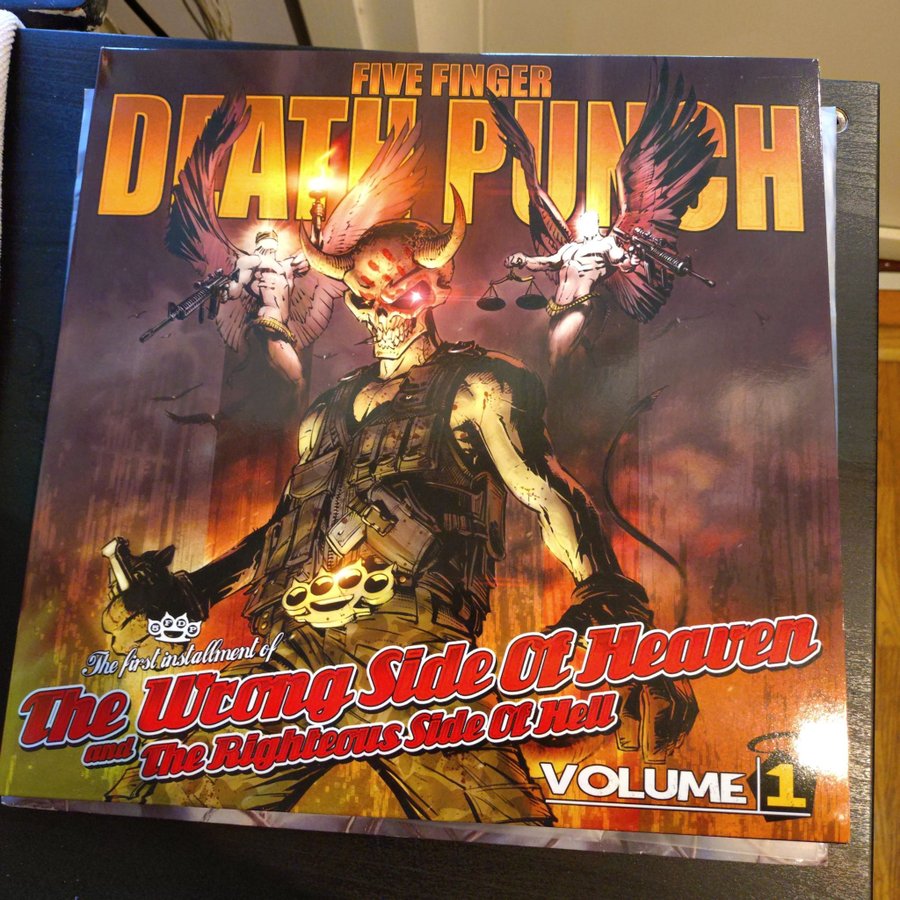 FIVE FINGER
DEATH PUNCH
5FDP
The first installment of
The Wrong Side Of Heaven
and The Righteous Side Of Hell
VOLUME 1